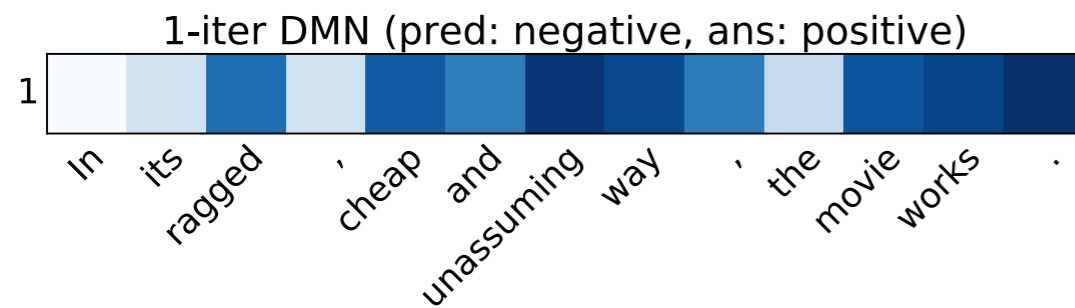 1-iter DMN (pred: negative, ans: positive)
1
In its ragged , cheap and unassuming way , the movie works .